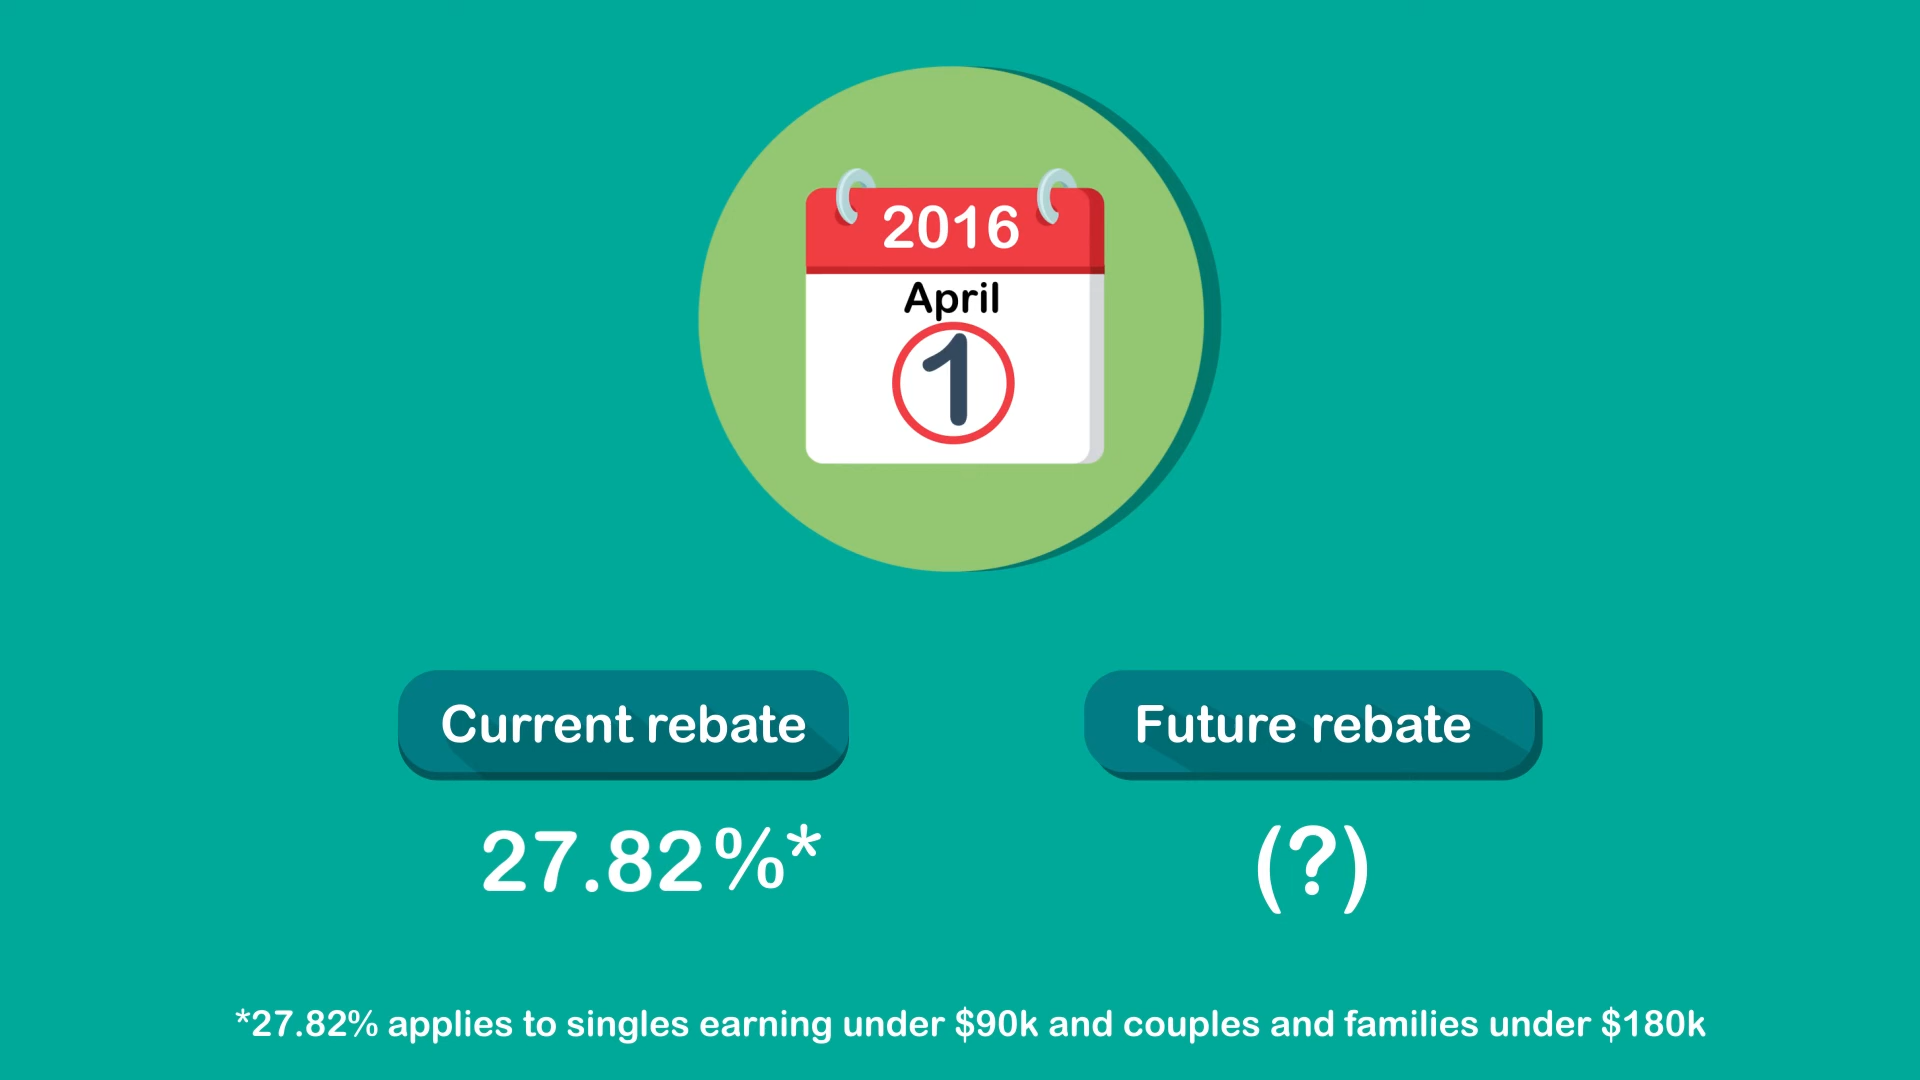 2016
April
1
Current rebate
Future rebate
27.82%*
(?)
*27.82% applies to singles earning under $90k and couples and families under $180k